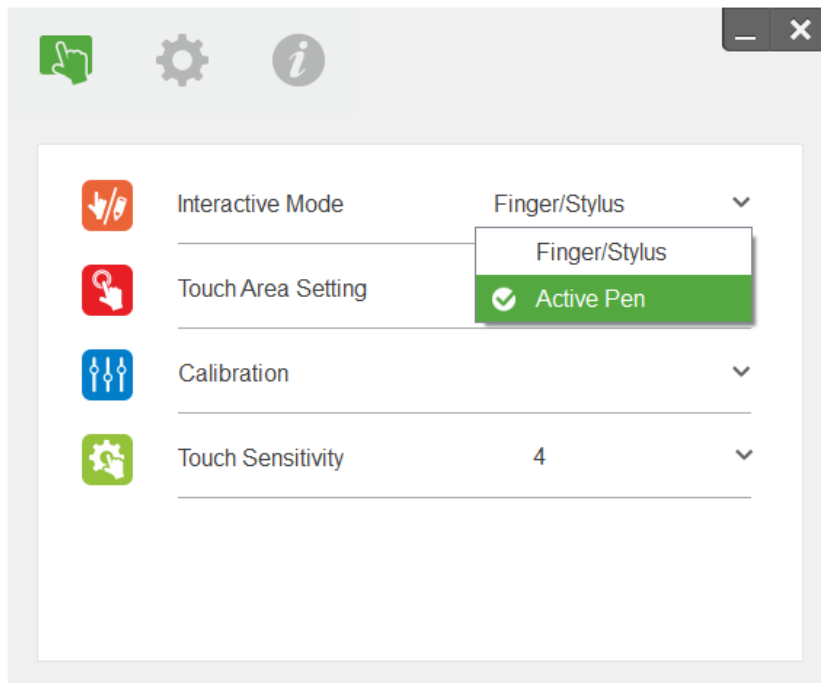 Interactive Mode Finger/Stylus
Finger/Stylus
Touch Area Setting
Active Pen
Calibration
Touch Sensitivity 4